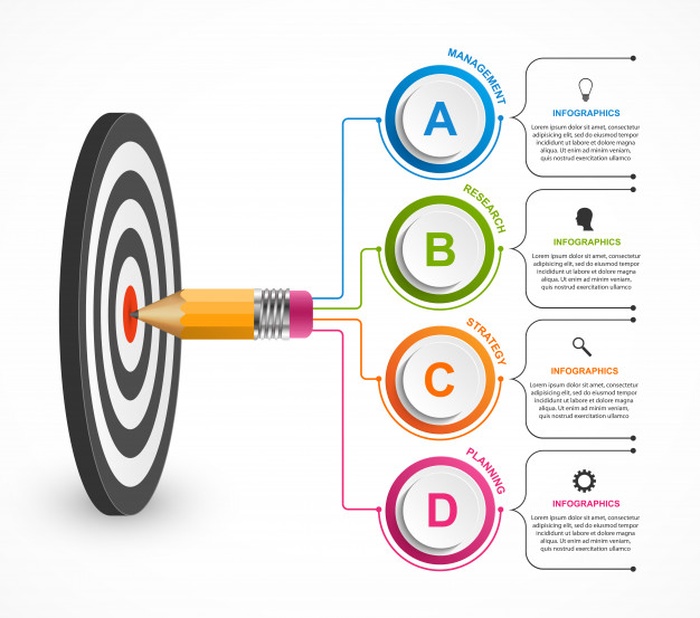 MANAGEMENT
A
INFOGRAPHICS
Lorem ipsum dolor sit amet, consectetur
adipiscing elit, sed do eiusmod tempor
incididunt ut labore et dolore magna
aliqua. Ut enim ad minim veniam,
quis nostrud exercitation ullamco
RESEARCH
B
INFOGRAPHICS
Lorem ipsum dolor sit amet, consectetur
adipiscing elit, sed do eiusmod tempor
incididunt ut labore et dolore magna
aliqua. Ut enim ad minim veniam,
quis nostrud exercitation ullamco
STRATEGY
C
INFOGRAPHICS
Lorem ipsum dolor sit amet, consectetur
adipiscing elit, sed do eiusmod tempor
incididunt ut labore et dolore magna
aliqua. Ut enim ad minim veniam,
quis nostrud exercitation ullamco
PLANNING
D
INFOGRAPHICS
Lorem ipsum dolor sit amet, consectetur
adipiscing elit, sed do eiusmod tempor
incididunt ut labore et dolore magna
aliqua. Ut enim ad minim veniam,
quis nostrud exercitation ullamco